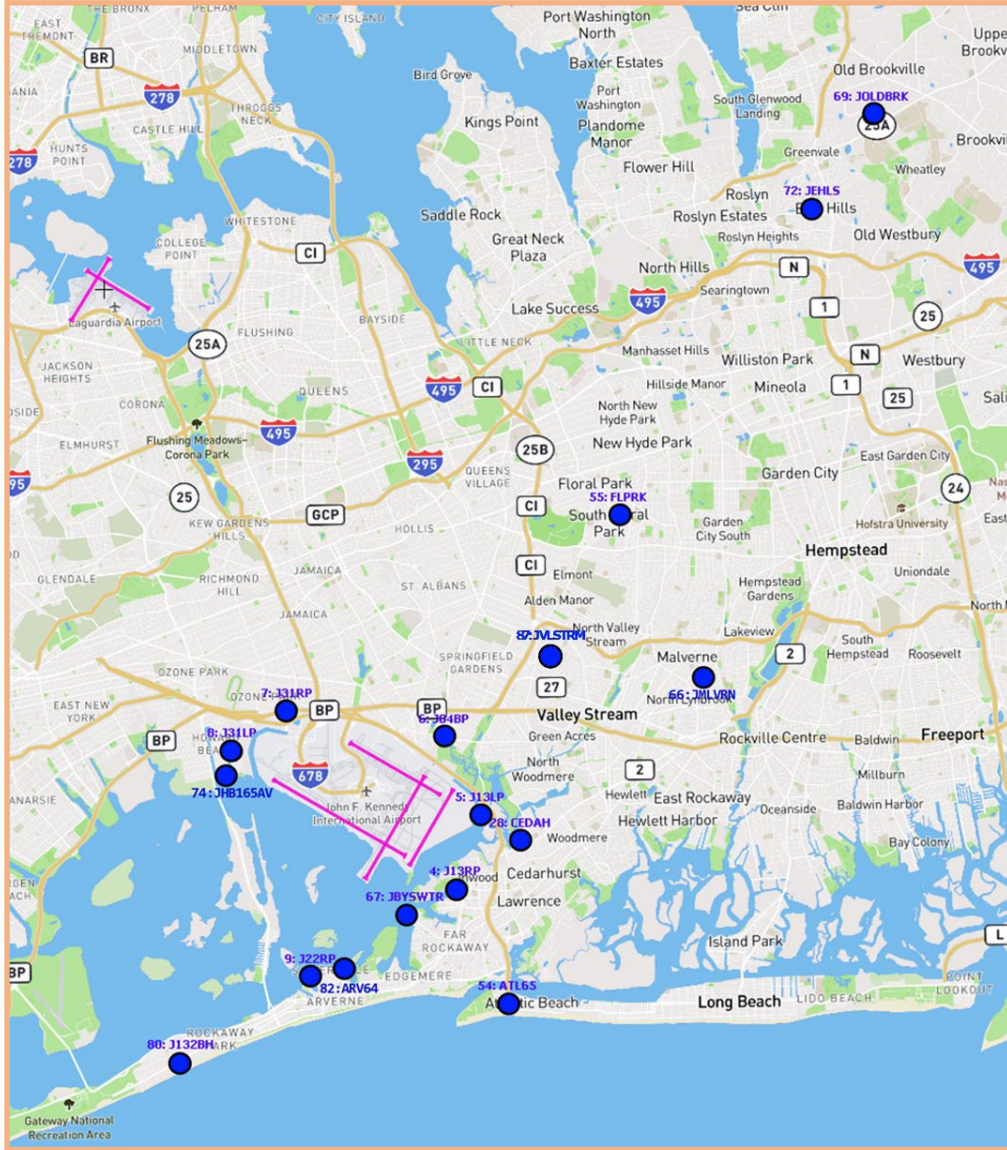 Port Washington
North
Sea Cliff
EAST
TREMONT
PELHAM
CITY ISLAND
MIDDLETOWN
BR
Baxter Estates
Old Brookville
Bird Grove
Port
Washington
South Glenwood
Landing
69: JOLDBRK
278
THROGGS
NECK
CASTLE HILL
Kings Point
Plandome
Manor
25A
HUNTS
POINT
278
Greenvale
Flower Hill
Wheatley
Roslyn
72: JEHLS
Saddle Rock
Roslyn Estates
WHITESTONE
COLLEGE
POINT
Great Neck
Plaza
Roslyn Heights
Old Westbury
CI
North Hills
N
495
495
Searingtown
Laguardia Airport
Lake Success
1
25
BAYSIDE
FLUSHING
25A
LITTLE NECK
Manhasset Hills
Williston Park
N
Westbury
JACKSON
HEIGHTS
QUEENS
495
CI
Hillside Manor
Mineola
1
25
CORONA
North New
Hyde Park
Flushing Meadows–
Corona Park
495
ELMHURST
25B
New Hyde Park
East Garden City
295
QUEENS
VILLAGE
Garden City
95
25
Floral Park
24
55: FLPRK
GCP
CI
KEW GARDENS
HILLS
HOLLIS
Park
Garden
City South
Hofstra University
Hempstead
JAMAICA
CI
Elmont
GLENDALE
RICHMOND
HILL
ST. ALBANS
Hempstead
Gardens
Uniondale
Alden Manor
JAMAICA
North Valley
Stream
Lakeview
JVLSTRM
South
Hempstead
Roosevelt
SPRINGFIELD
GARDENS
Malverne
2
OZONE PARK
27
66: JMLVRN
7: J31RP
EAST NEW
YORK
BP
BP
Valley Stream
6: J04BP
Green Acres
Rockville Centre
Baldwin
Freeport
8: J31LP
BP
North
Woodmere
2
Millburn
678
74: JHB165AV
John F. Kennedy
International Airport
5: J13LP
Hewlett
East Rockaway
Oceanside
Baldwin Harbor
28: CEDAH
Woodmere
Hewlett Harbor
Bay Colony
4: J13RP
Cedarhurst
67: JBYSWTR
Lawrence
FAR
ROCKAWAY
Island Park
L
9: J22RP
EDGEMERE
BP
82: ARV64
ARVERNE
54: ATL65
Long Beach
LIDO BEACH
POINT
LOOKOUT
ROCKAWAY
PARK
80: J132BH
Gateway National
Recreation Area